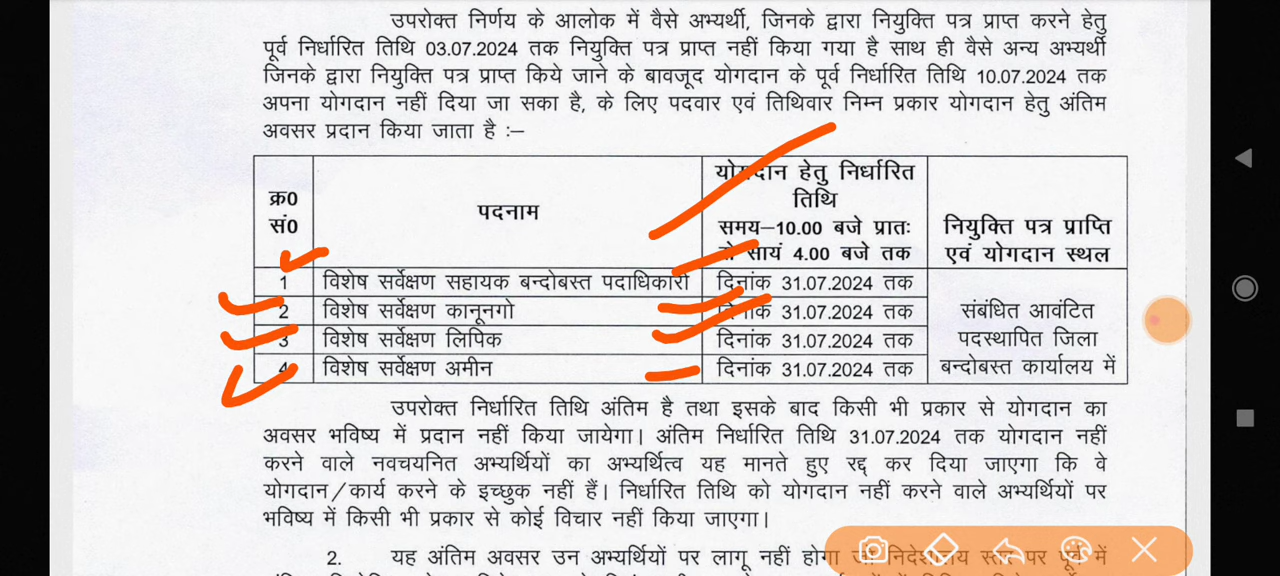 उपरोक्त निर्णय के आलोक में वैसे अभ्यर्थी, जिनके द्वारा नियुक्ति पत्र प्राप्त करने हेतु
पूर्व निर्धारित तिथि 03.07.2024 तक नियुक्ति पत्र प्राप्त नहीं किया गया है साथ ही वैसे अन्य अभ्यर्थी
जिनके द्वारा नियुक्ति पत्र प्राप्त किये जाने के बावजूद योगदान के पूर्व निर्धारित तिथि 10.07.2024 तक
अपना योगदान नहीं दिया जा सका है, के लिए पदवार एवं तिथिवार निम्न प्रकार योगदान हेतु अंतिम
अवसर प्रदान किया जाता है :–
क्र0 सं0
पदनाम
योगदान हेतु निर्धारित
तिथि
समय–10.00 बजे प्रातः
से सायं 4.00 बजे तक
नियुक्ति पत्र प्राप्ति
एवं योगदान स्थल
1 विशेष सर्वेक्षण सहायक बन्दोबस्त पदाधिकारी दिनांक 31.07.2024 तक
2 विशेष सर्वेक्षण कानूनगो दिनांक 31.07.2024 तक
3 विशेष सर्वेक्षण लिपिक दिनांक 31.07.2024 तक
4 विशेष सर्वेक्षण अमीन दिनांक 31.07.2024 तक
संबंधित आवंटित
पदस्थापित जिला
बन्दोबस्त कार्यालय में
उपरोक्त निर्धारित तिथि अंतिम है तथा इसके बाद किसी भी प्रकार से योगदान का
अवसर भविष्य में प्रदान नहीं किया जायेगा। अंतिम निर्धारित तिथि 31.07.2024 तक योगदान नहीं
करने वाले नवचयनित अभ्यर्थियों का अभ्यर्थित्व यह मानते हुए रद्द कर दिया जाएगा कि वे
योगदान/कार्य करने के इच्छुक नहीं हैं। निर्धारित तिथि को योगदान नहीं करने वाले अभ्यर्थियों पर
भविष्य में किसी भी प्रकार से कोई विचार नहीं किया जाएगा।
2. यह अंतिम अवसर उन अभ्यर्थियों पर लागू नहीं होगा जो निदेशालय स्तर पर पूर्व में